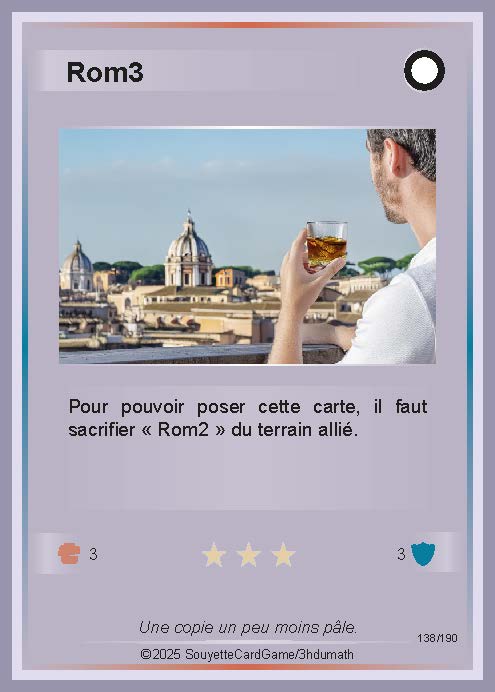 Rom3
Pour pouvoir poser cette carte, il faut
sacrifier « Rom2 » du terrain allié.
3
3
Une copie un peu moins pâle.
138/190
©2025 SouyetteCardGame/3hdumath